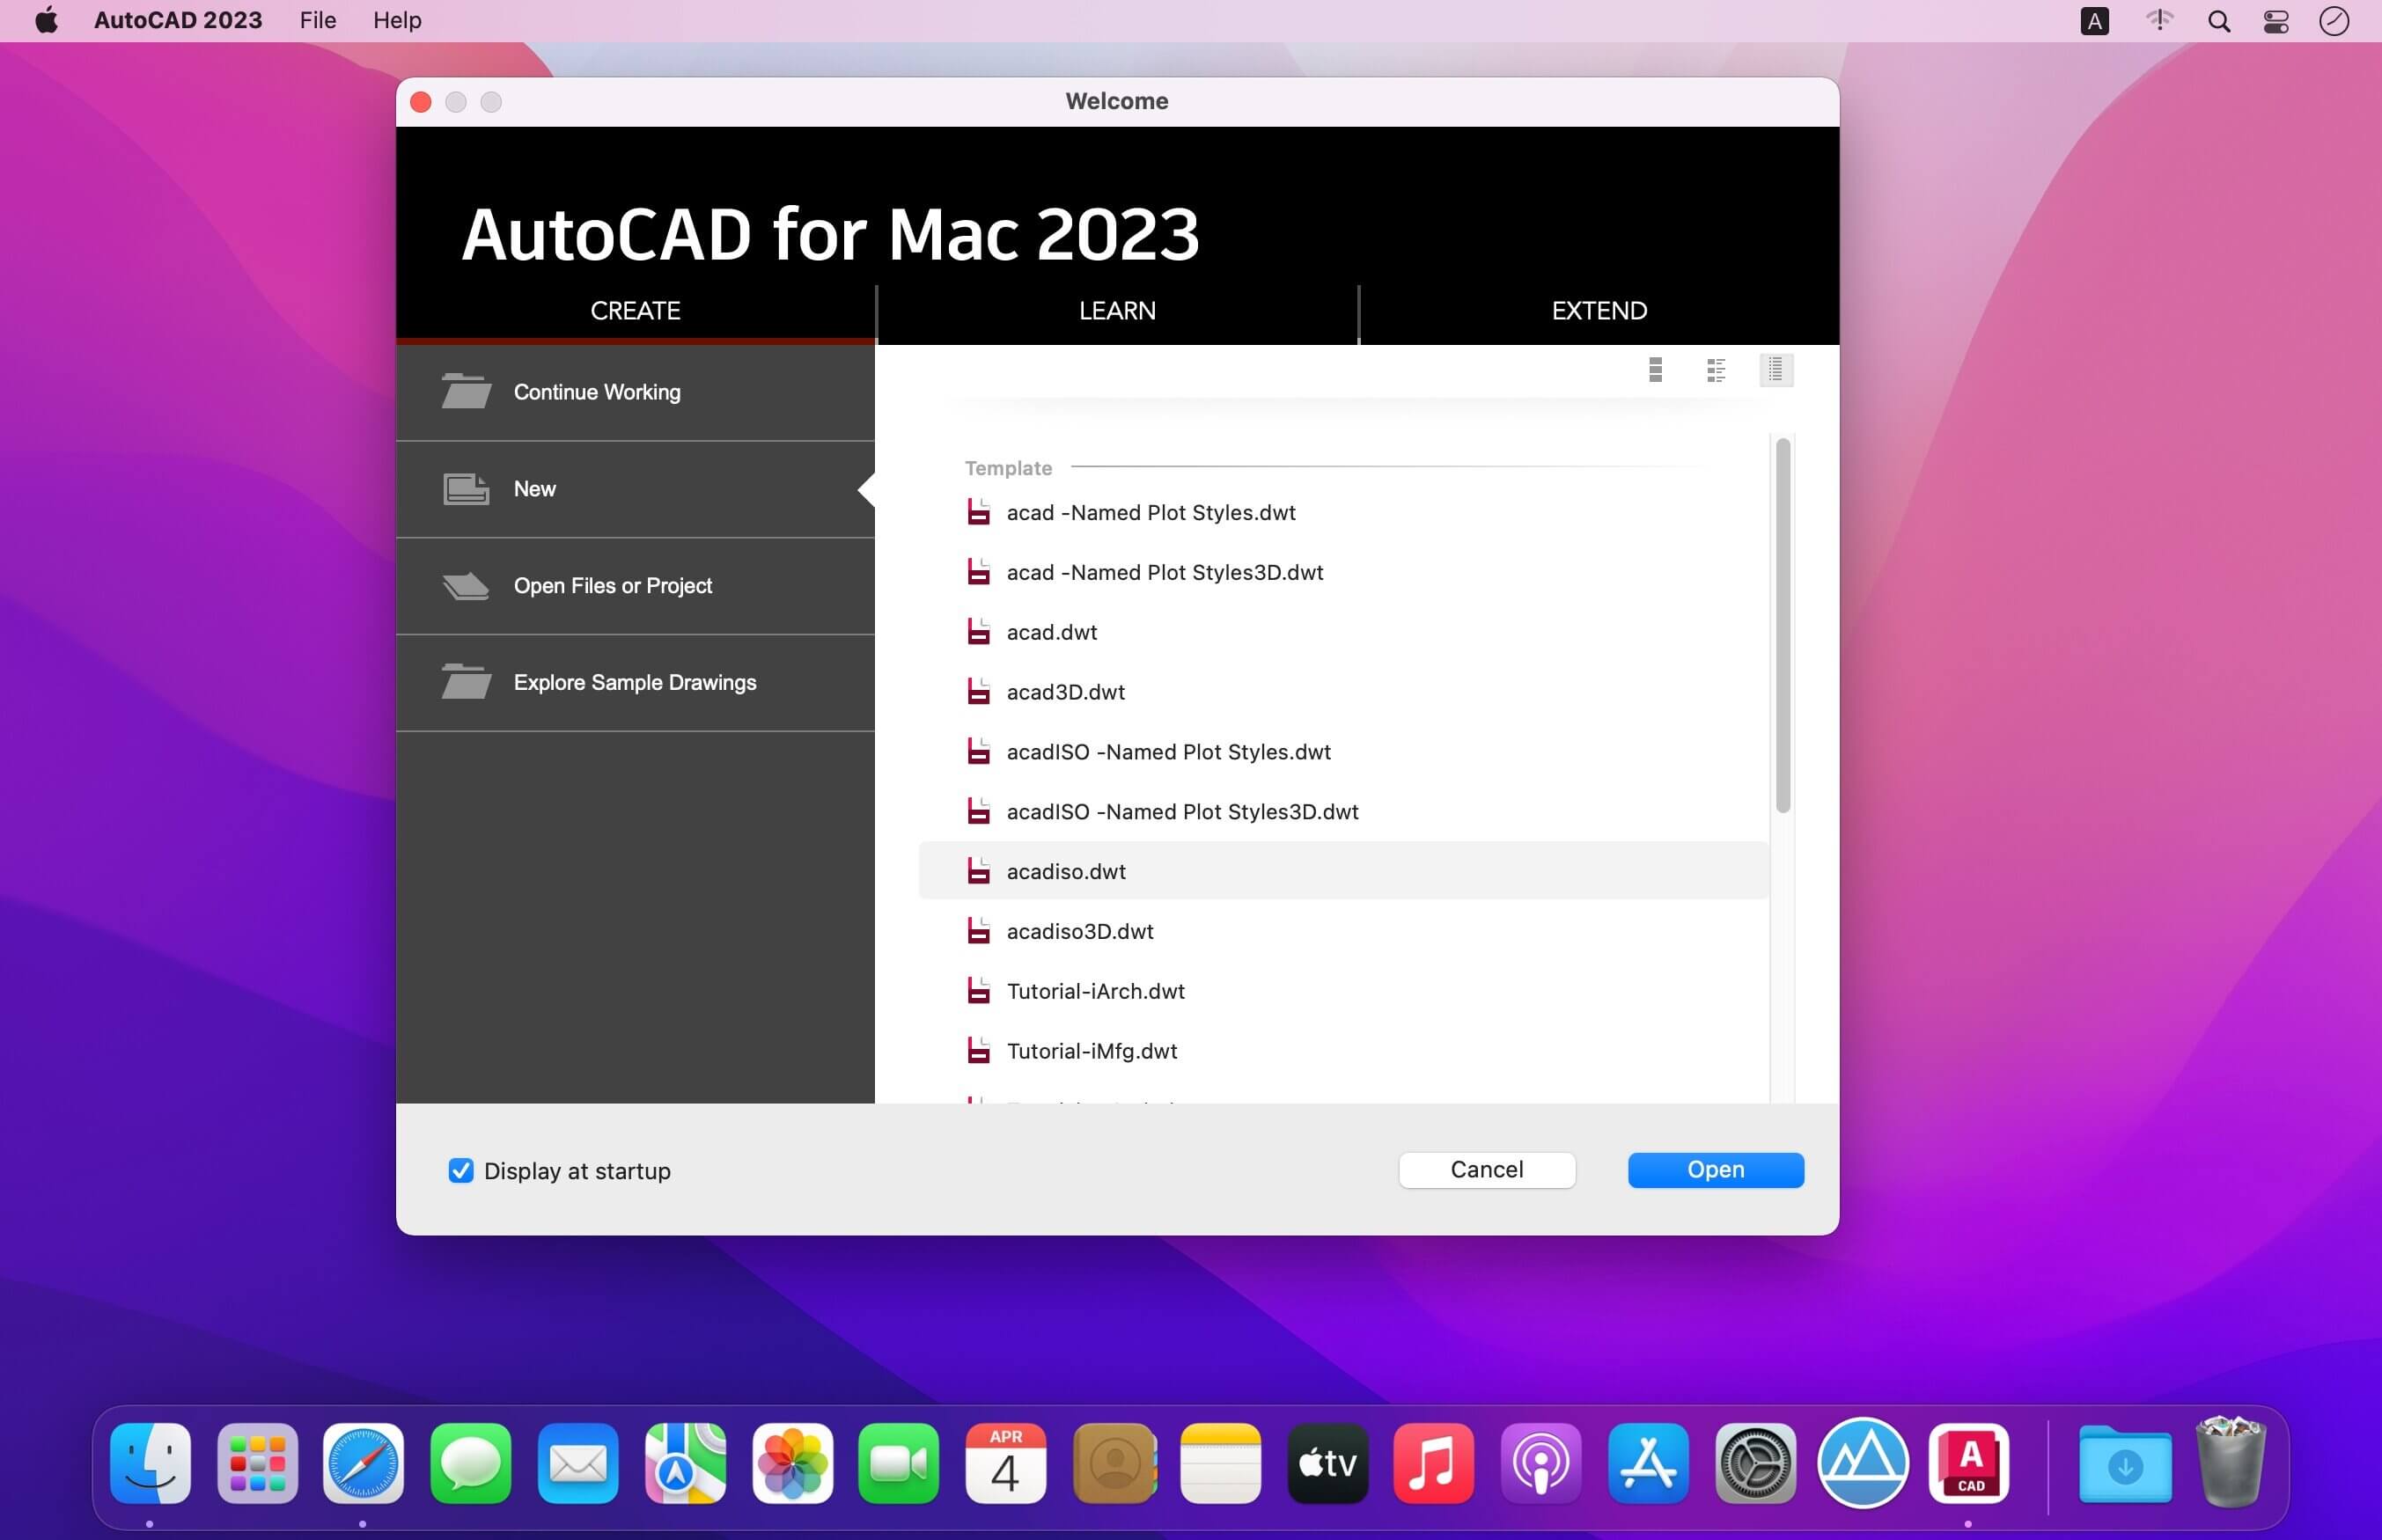 AutoCAD 2023 File Help A
Welcome
AutoCAD for Mac 2023
CREATE LEARN EXTEND
Continue Working
New
Open Files or Project
Explore Sample Drawings
Template
acad -Named Plot Styles.dwt
acad -Named Plot Styles3D.dwt
acad.dwt
acad3D.dwt
acadISO -Named Plot Styles.dwt
acadISO -Named Plot Styles3D.dwt
acadiso.dwt
acadiso3D.dwt
Tutorial-iArch.dwt
Tutorial-iMfg.dwt
Display at startup Cancel Open
APR
4
tv
A
CAD